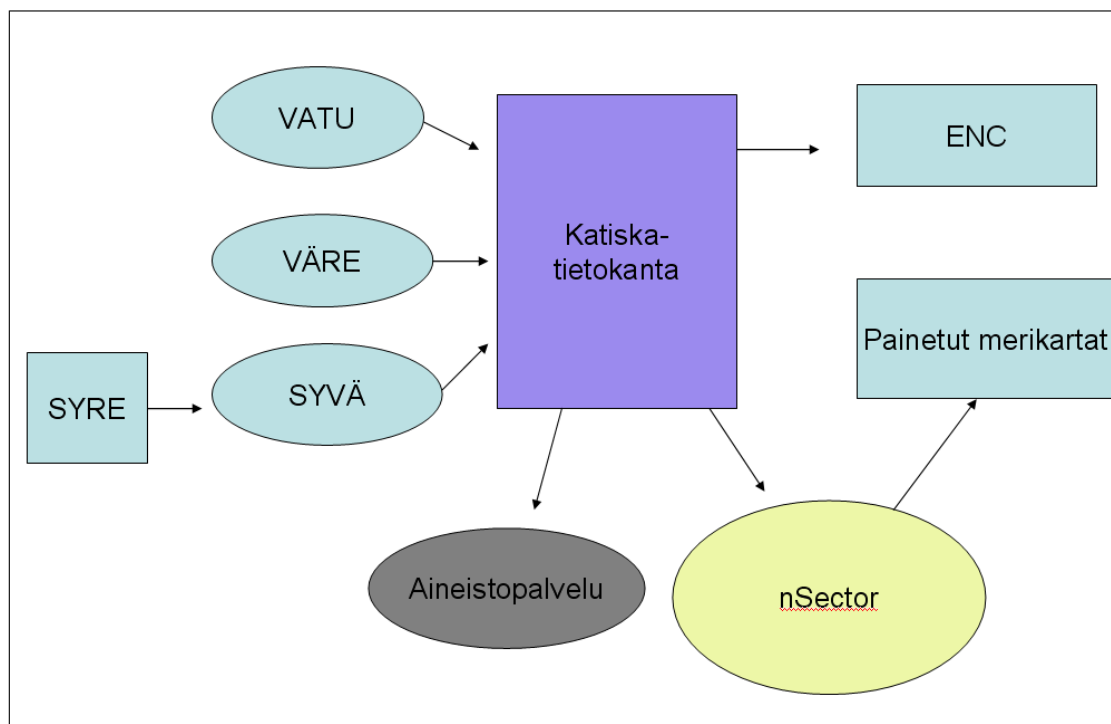 VATU
ENC
VÄRE
Katiska-
tietokanta
Painetut merikartat
SYRE
SYVÄ
Aineistopalvelu
nSector